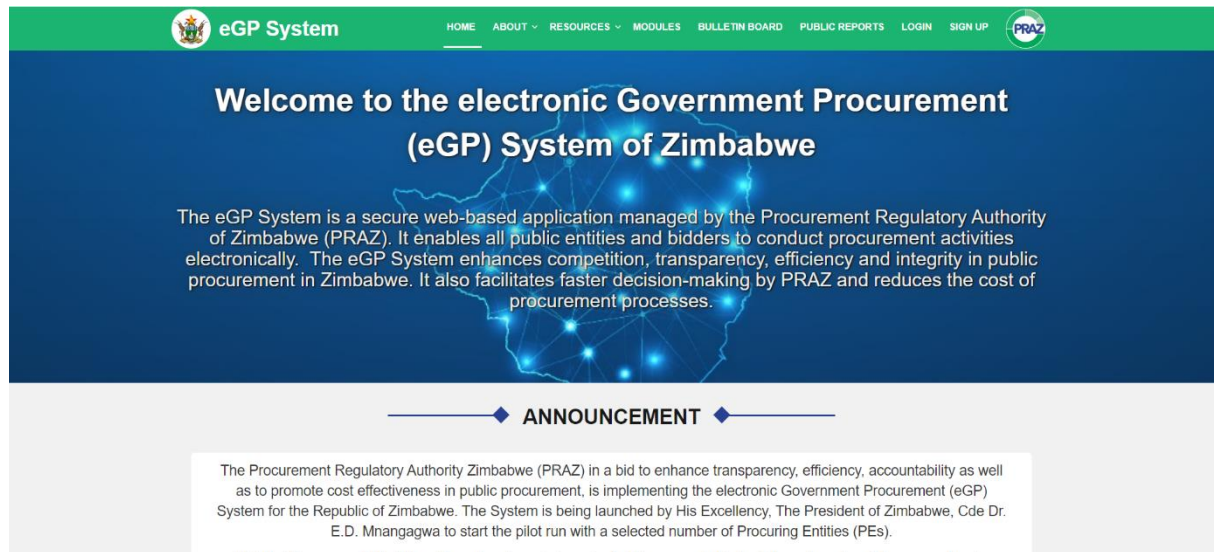 eGP System
HOME ABOUT RESOURCES MODULES BULLETIN BOARD PUBLIC REPORTS LOGIN SIGN UP PRAZ
Welcome to the electronic Government Procurement
(eGP) System of Zimbabwe
The eGP System is a secure web-based application managed by the Procurement Regulatory Authority
of Zimbabwe (PRAZ). It enables all public entities and bidders to conduct procurement activities
electronically. The eGP System enhances competition, transparency, efficiency and integrity in public
procurement in Zimbabwe. It also facilitates faster decision-making by PRAZ and reduces the cost of
procurement processes.
ANNOUNCEMENT
The Procurement Regulatory Authority Zimbabwe (PRAZ) in a bid to enhance transparency, efficiency, accountability as well
as to promote cost effectiveness in public procurement, is implementing the electronic Government Procurement (eGP)
System for the Republic of Zimbabwe. The System is being launched by His Excellency, The President of Zimbabwe, Cde Dr.
E.D. Mnangagwa to start the pilot run with a selected number of Procuring Entities (PEs).